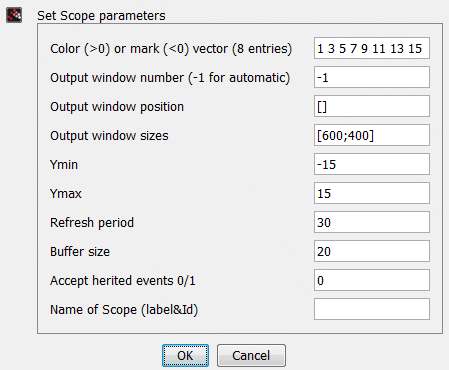 Set Scope parameters
Color (>0) or mark (<0) vector (8 entries) 1 3 5 7 9 11 13 15
Output window number (-1 for automatic) -1
Output window position []
Output window sizes [600;400]
Ymin -15
Ymax 15
Refresh period 30
Buffer size 20
Accept herited events 0/1 0
Name of Scope (label&Id)
OK Cancel